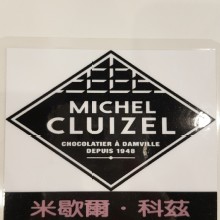 MICHEL
CLUIZEL
CHOCOLATIER À DAMVILLE
DEPUIS 1948
米歇爾·科茲